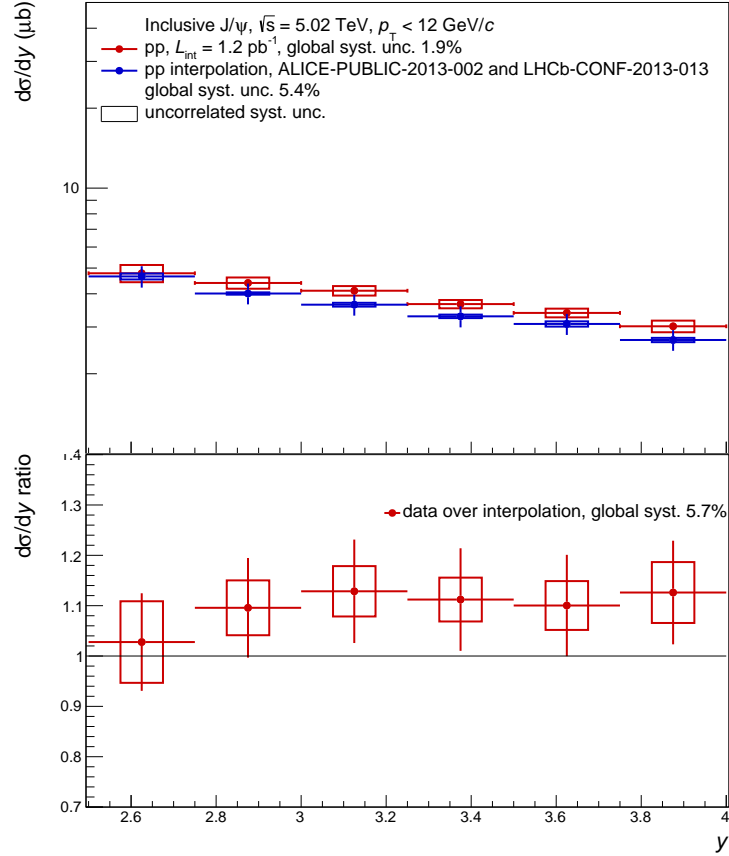 Inclusive J/ψ, √s = 5.02 TeV, p_T < 12 GeV/c
pp, L_int = 1.2 pb⁻¹, global syst. unc. 1.9%
pp interpolation, ALICE-PUBLIC-2013-002 and LHCb-CONF-2013-013
global syst. unc. 5.4%
uncorrelated syst. unc.
dσ/dy (μb)
10
1.4
1.3
data over interpolation, global syst. 5.7%
1.2
1.1
1
0.9
0.8
0.7
dσ/dy ratio
2.6 2.8 3 3.2 3.4 3.6 3.8 4
y